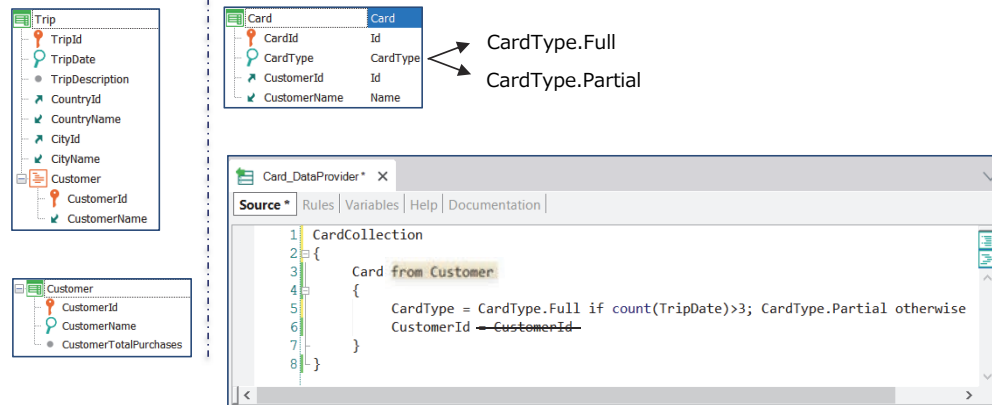 Trip
TripId
TripDate
TripDescription
CountryId
CountryName
CityId
CityName
Customer
CustomerId
CustomerName
Customer
CustomerId
CustomerName
CustomerTotalPurchases
Card Card
CardId Id
CardType CardType
CustomerId Id
CustomerName Name
CardType.Full
CardType.Partial
Card_DataProvider* X
Source * Rules Variables Help Documentation
1 CardCollection
2 {
3 Card from Customer
4 {
5 CardType = CardType.Full if count(TripDate)>3; CardType.Partial otherwise
6 CustomerId = CustomerId
7 }
8 }